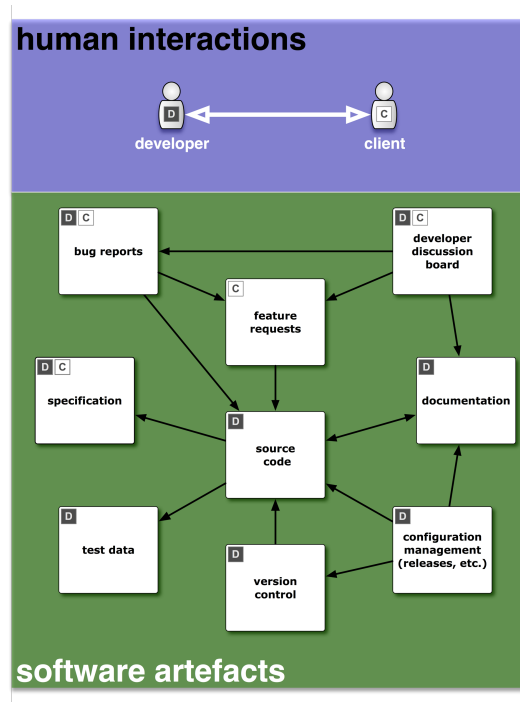 human interactions
D
C
developer
client
D C
bug reports
D C
developer
discussion
board
C
feature
requests
D C
specification
D
documentation
D
source
code
D
test data
D
version
control
D
configuration
management
(releases, etc.)
software artefacts